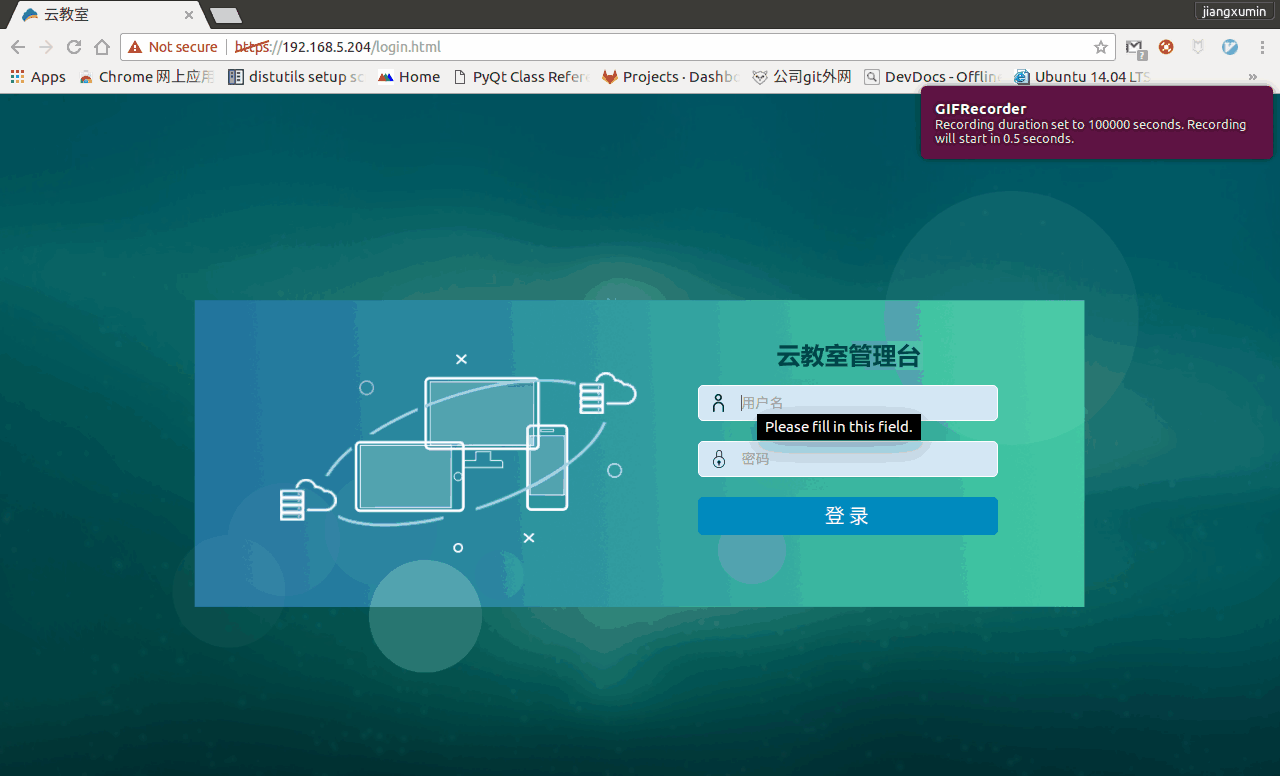 云教室
jiangxumin
Not secure
https://192.168.5.204/login.html
7
Apps
Chrome 网上应用
distutils setup sc
Home
PyQt Class Refere
Projects · Dashbo
公司git外网
DevDocs - Offline
Ubuntu 14.04 LTS
»
GIFRecorder
Recording duration set to 100000 seconds. Recording
will start in 0.5 seconds.
云教室管理台
用户名
Please fill in this field.
密码
登 录